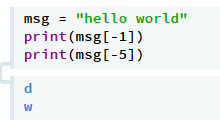 msg = "hello world"
print(msg[-1])
print(msg[-5])
d
w